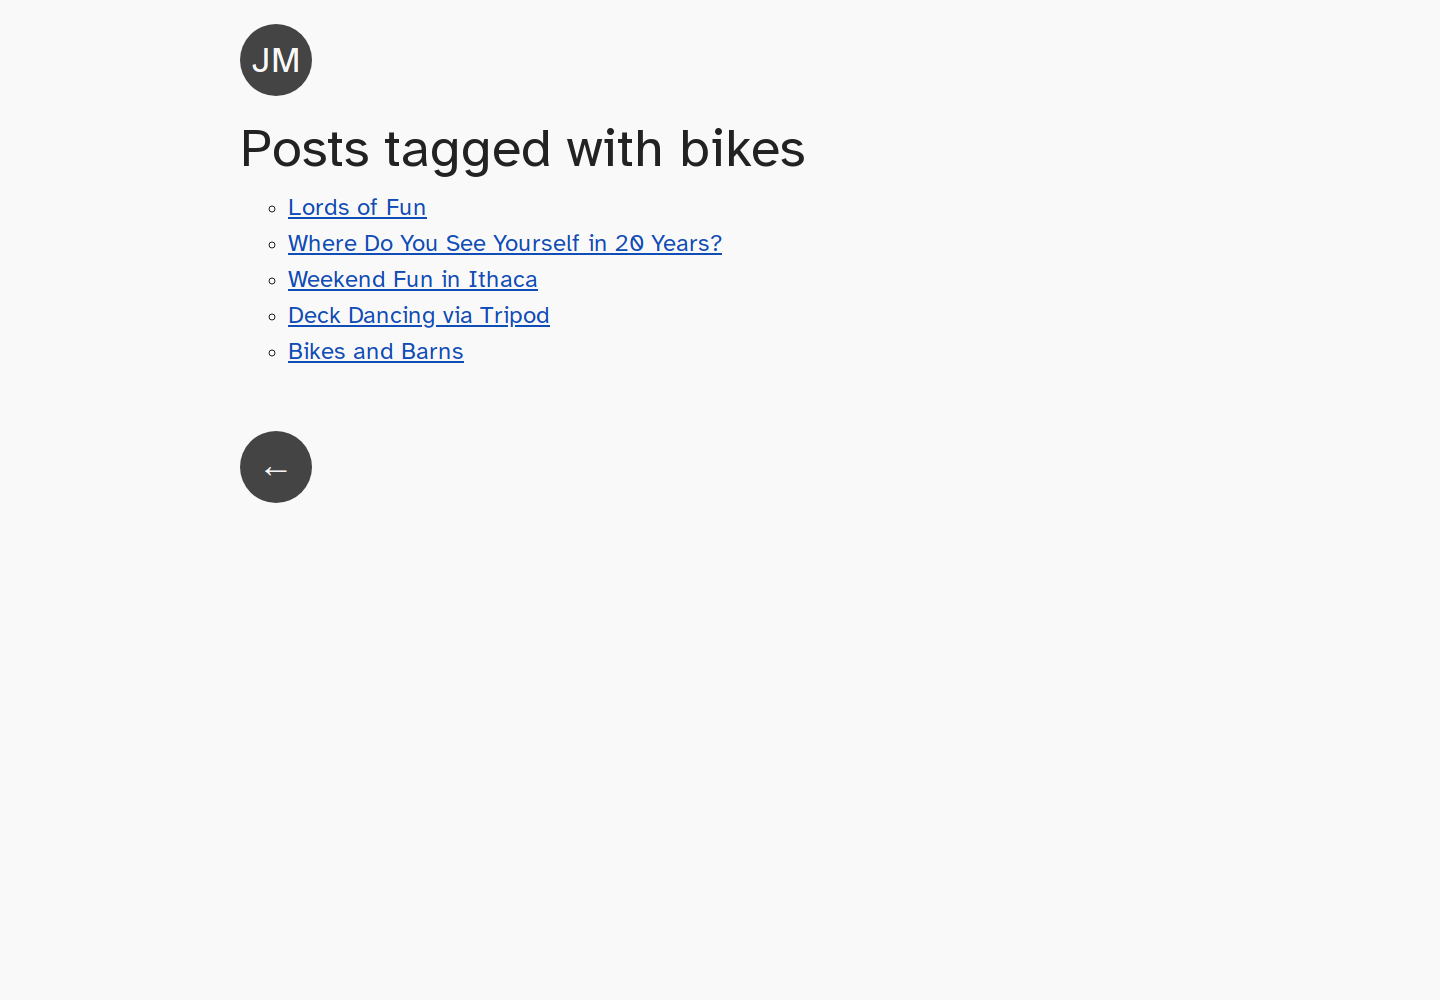 JM
Posts tagged with bikes
Lords of Fun
Where Do You See Yourself in 20 Years?
Weekend Fun in Ithaca
Deck Dancing via Tripod
Bikes and Barns
←